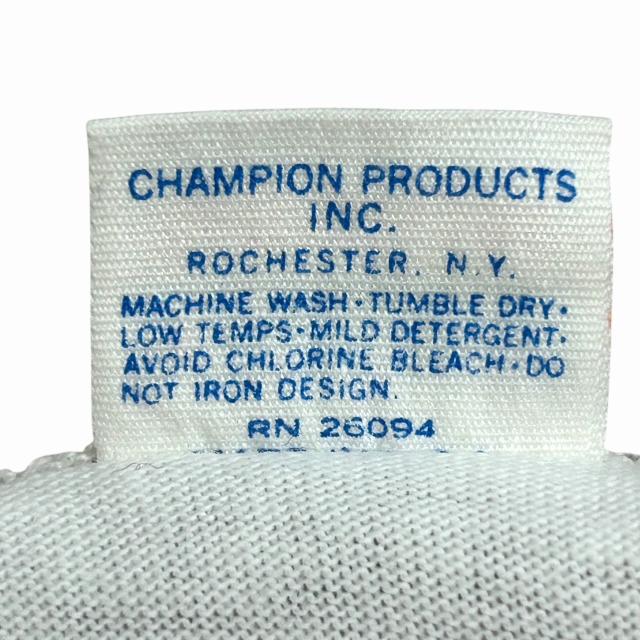 CHAMPION PRODUCTS
INC.
ROCHESTER, N.Y.
MACHINE WASH·TUMBLE DRY·
LOW TEMPS·MILD DETERGENT·
AVOID CHLORINE BLEACH·DO
NOT IRON DESIGN.
RN 26094